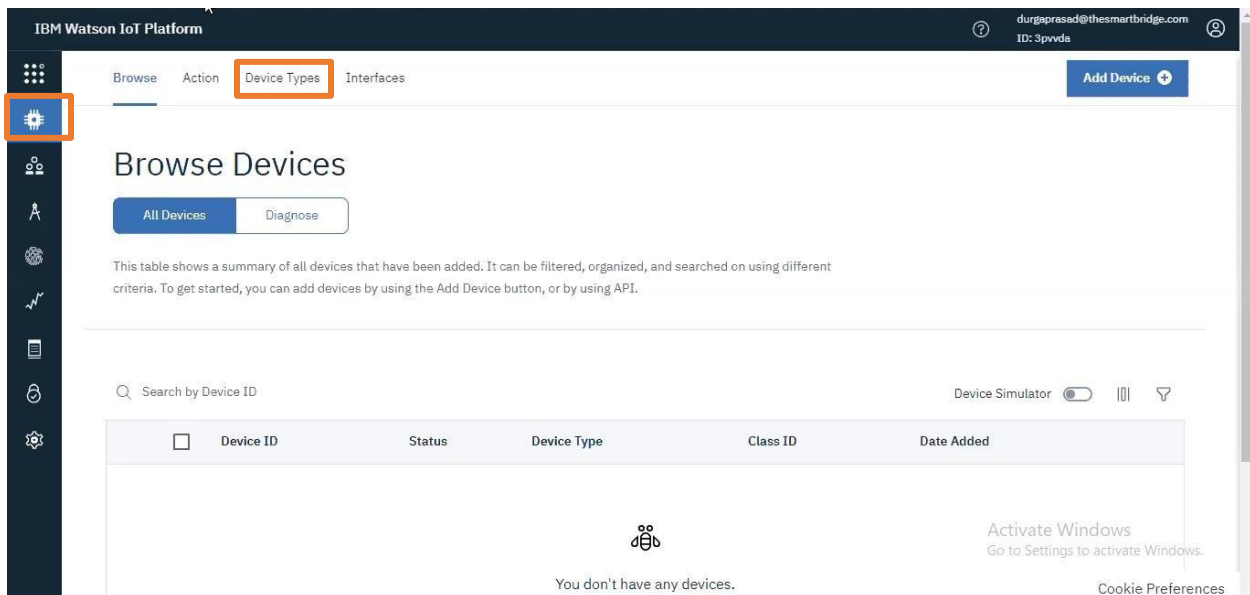 IBM Watson IoT Platform
durgaprasad@thesmartbridge.com
ID: 3pvvda
Browse Action Device Types Interfaces
Add Device
Browse Devices
All Devices Diagnose
This table shows a summary of all devices that have been added. It can be filtered, organized, and searched on using different
criteria. To get started, you can add devices by using the Add Device button, or by using API.
Search by Device ID
Device Simulator
Device ID Status Device Type Class ID Date Added
Activate Windows
Go to Settings to activate Windows.
You don't have any devices.
Cookie Preferences